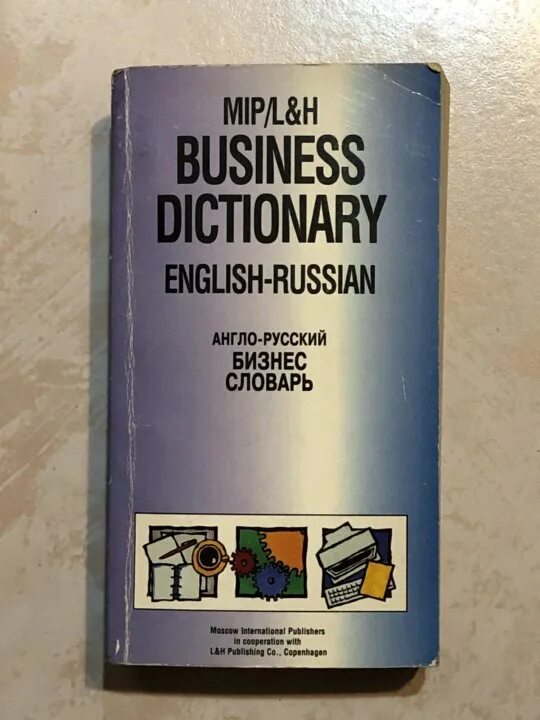 MIP/L&H
BUSINESS
DICTIONARY
ENGLISH-RUSSIAN
АНГЛО-РУССКИЙ
БИЗНЕС
СЛОВАРЬ
Moscow International Publishers
in cooperation with
L&H Publishing Co., Copenhagen